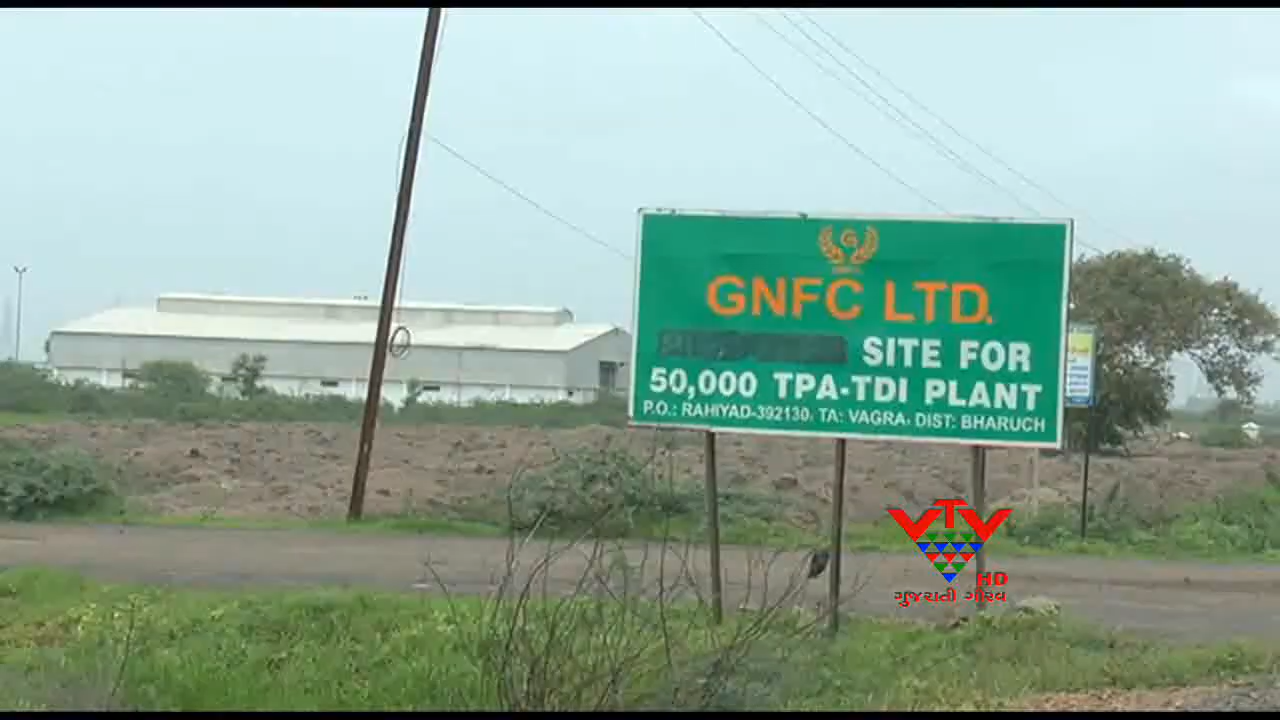 GNFC LTD.
SITE FOR
50,000 TPA-TDI PLANT
P.O.: RAHIYAD-392130, TA: VAGRA, DIST: BHARUCH
VTV
HD
ગુજરાતી ગૌરવ